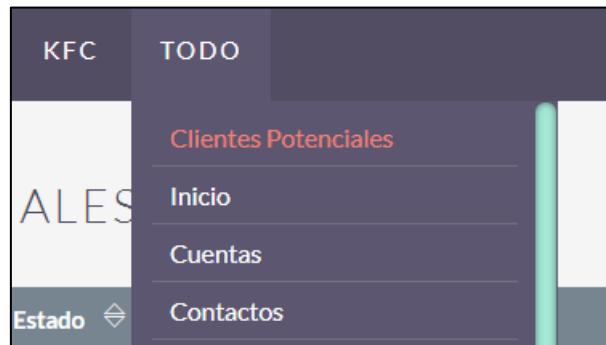 KFC TODO
Clientes Potenciales
Inicio
ALES
Cuentas
Contactos
Estado